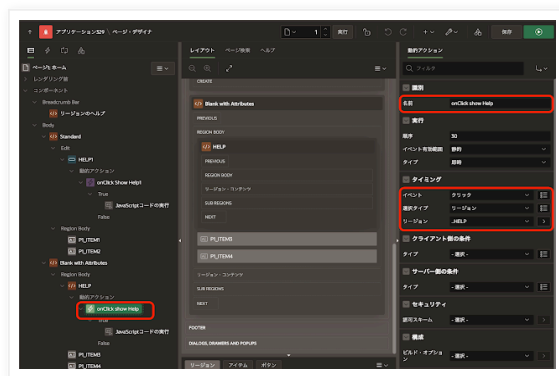 アプリケーション329 \ ページ・デザイナ
1
実行
保存
ページ1: ホーム
レンダリング前
コンポーネント
Breadcrumb Bar
リージョンのヘルプ
Body
Standard
Edit
HELP1
動的アクション
onClick Show Help1
True
JavaScriptコードの実行
False
Region Body
P1_ITEM1
P1_ITEM2
Blank with Attributes
Region Body
HELP
動的アクション
onClick show Help
True
JavaScriptコードの実行
False
P1_ITEM3
P1_ITEM4
レイアウト
ページ検索
ヘルプ
CREATE
Blank with Attributes
PREVIOUS
REGION BODY
HELP
PREVIOUS
REGION BODY
リージョン・コンテンツ
SUB REGIONS
NEXT
P1_ITEM3
P1_ITEM4
リージョン・コンテンツ
SUB REGIONS
NEXT
FOOTER
DIALOGS, DRAWERS AND POPUPS
リージョン
アイテム
ボタン
動的アクション
フィルタ
識別
名前 onClick show Help
実行
順序 30
イベント有効範囲 静的
タイプ 即時
タイミング
イベント クリック
選択タイプ リージョン
リージョン ..HELP
クライアント側の条件
タイプ - 選択 -
サーバー側の条件
タイプ - 選択 -
セキュリティ
認可スキーム - 選択 -
構成
ビルド・オプション - 選択 -